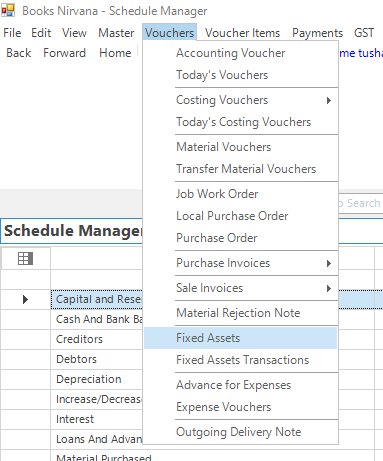 Books Nirvana - Schedule Manager
File Edit View Master Vouchers Voucher Items Payments GST
Back Forward Home me tusha
Accounting Voucher
Today's Vouchers
Costing Vouchers
Today's Costing Vouchers
Material Vouchers
Transfer Material Vouchers
Job Work Order
Local Purchase Order
Purchase Order
Purchase Invoices
Sale Invoices
Material Rejection Note
Fixed Assets
Fixed Assets Transactions
Advance for Expenses
Expense Vouchers
Outgoing Delivery Note
o Search
Schedule Manager
Capital and Rese
Cash And Bank Ba
Creditors
Debtors
Depreciation
Increase/Decreas
Interest
Loans And Advan
Material Purchased